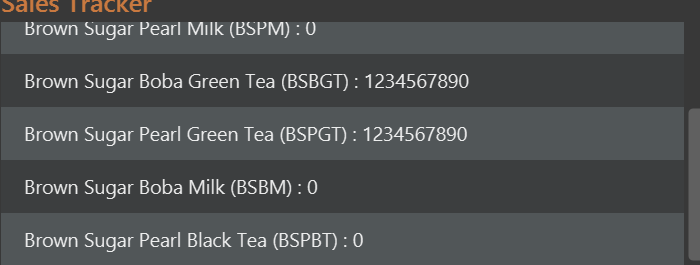 Sales Tracker
Brown Sugar Pearl Milk (BSPM) : 0
Brown Sugar Boba Green Tea (BSBGT) : 1234567890
Brown Sugar Pearl Green Tea (BSPGT) : 1234567890
Brown Sugar Boba Milk (BSBM) : 0
Brown Sugar Pearl Black Tea (BSPBT) : 0